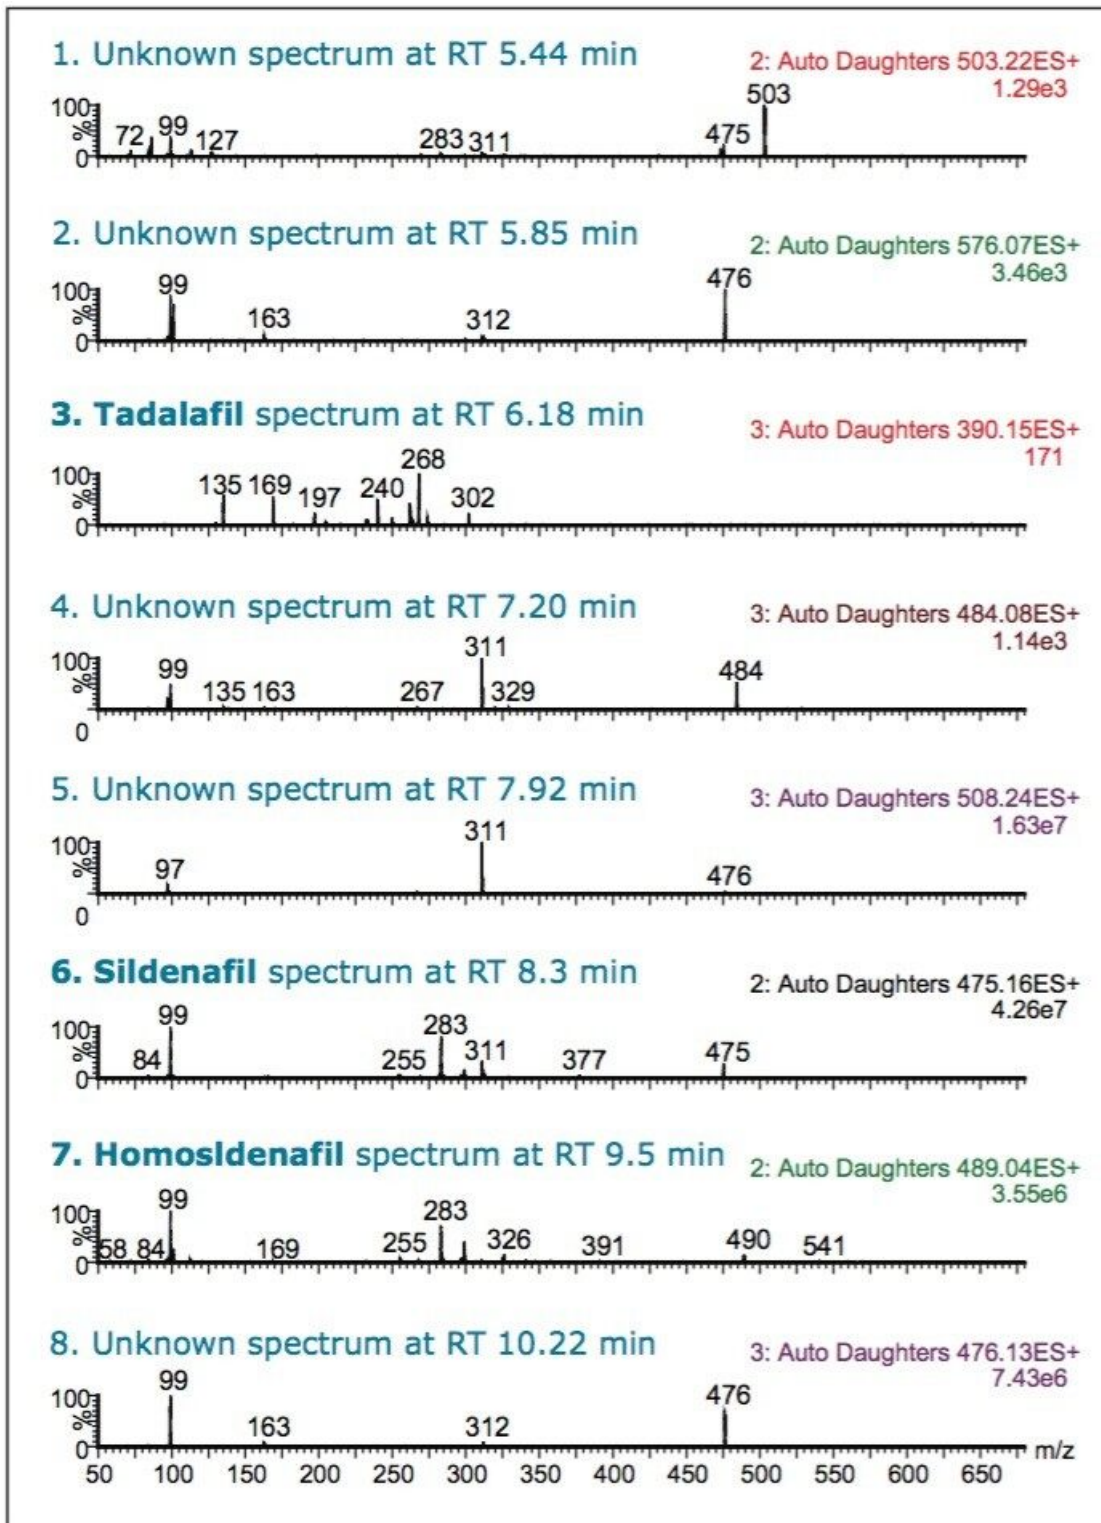 1. Unknown spectrum at RT 5.44 min
2: Auto Daughters 503.22ES+
1.29e3
100
%
0
72
99
127
283
311
475
503
2. Unknown spectrum at RT 5.85 min
2: Auto Daughters 576.07ES+
3.46e3
100
%
0
99
163
312
476
3. Tadalafil spectrum at RT 6.18 min
3: Auto Daughters 390.15ES+
171
100
%
0
135
169
197
240
268
302
4. Unknown spectrum at RT 7.20 min
3: Auto Daughters 484.08ES+
1.14e3
100
%
0
99
135
163
267
311
329
484
5. Unknown spectrum at RT 7.92 min
3: Auto Daughters 508.24ES+
1.63e7
100
%
0
97
311
476
6. Sildenafil spectrum at RT 8.3 min
2: Auto Daughters 475.16ES+
4.26e7
100
%
0
84
99
255
283
311
377
475
7. Homosldenafil spectrum at RT 9.5 min
2: Auto Daughters 489.04ES+
3.55e6
100
%
0
58
84
99
169
255
283
326
391
490
541
8. Unknown spectrum at RT 10.22 min
3: Auto Daughters 476.13ES+
7.43e6
100
%
0
99
163
312
476
m/z
50 100 150 200 250 300 350 400 450 500 550 600 650